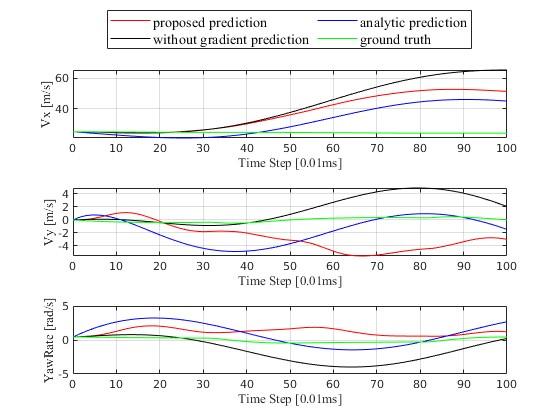 proposed prediction analytic prediction
without gradient prediction ground truth
60
40
Vx [m/s]
0 10 20 30 40 50 60 70 80 90 100
Time Step [0.01ms]
4
2
0
-2
-4
Vy [m/s]
0 10 20 30 40 50 60 70 80 90 100
Time Step [0.01ms]
5
0
-5
YawRate [rad/s]
0 10 20 30 40 50 60 70 80 90 100
Time Step [0.01ms]